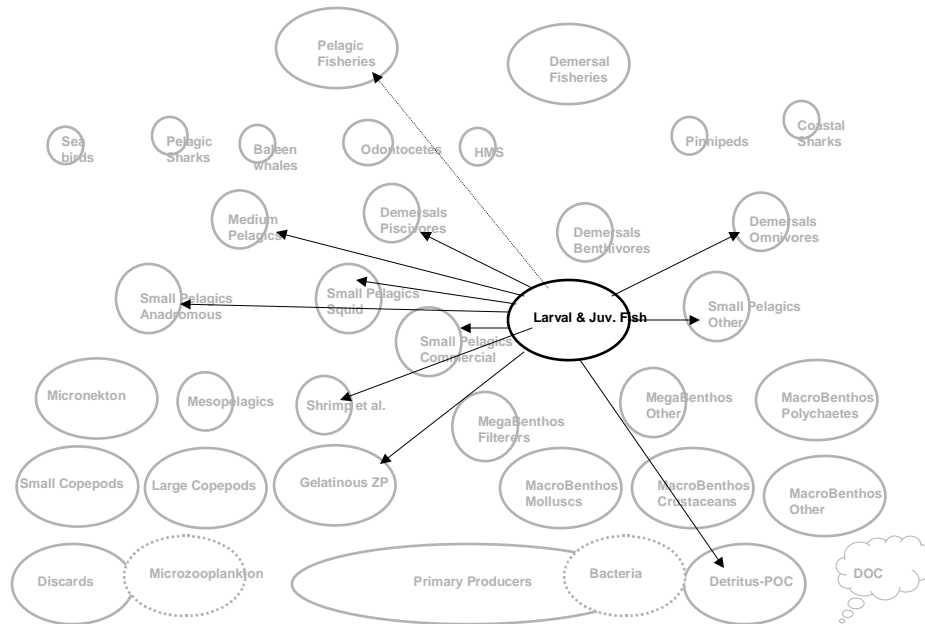 Pelagic
Fisheries
Demersal
Fisheries
Sea
birds
Pelagic
Sharks
Baleen
whales
Odontocetes
HMS
Pinnipeds
Coastal
Sharks
Medium
Pelagics
Demersals
Piscivores
Demersals
Benthivores
Demersals
Omnivores
Small Pelagics
Anadromous
Small Pelagics
Squid
Small Pelagics
Commercial
Larval & Juv. Fish
Small Pelagics
Other
Micronekton
Mesopelagics
Shrimp et al.
MegaBenthos
Filterers
MegaBenthos
Other
MacroBenthos
Polychaetes
Small Copepods
Large Copepods
Gelatinous ZP
MacroBenthos
Molluscs
MacroBenthos
Crustaceans
MacroBenthos
Other
Discards
Microzooplankton
Primary Producers
Bacteria
Detritus-POC
DOC